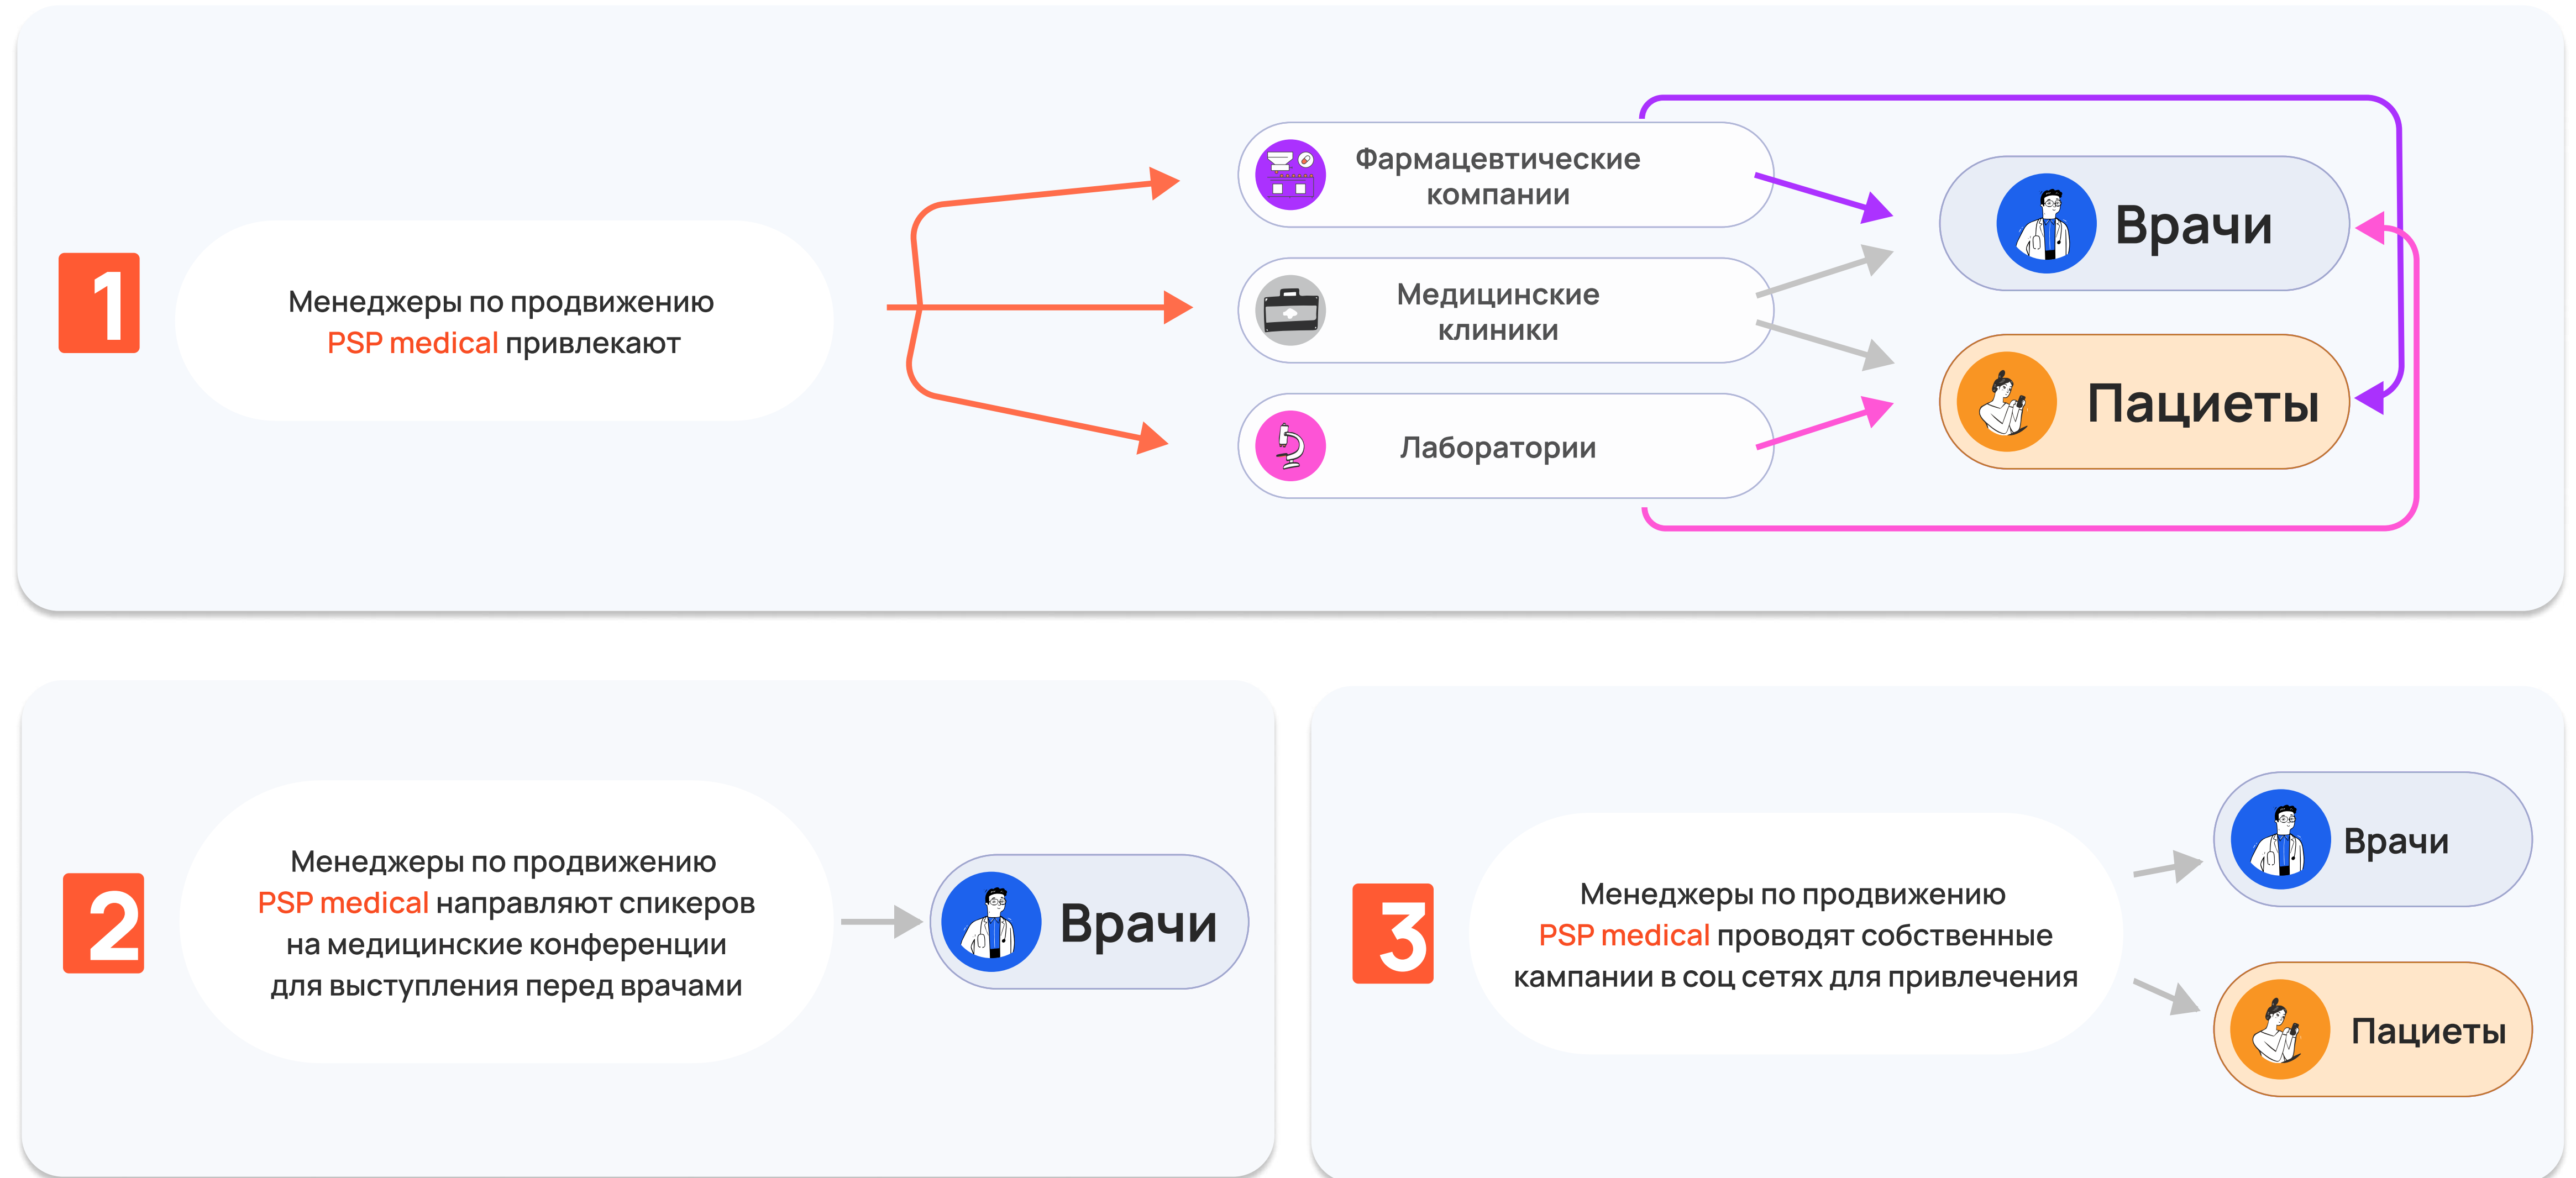 1
Менеджеры по продвижению
PSP medical привлекают
Фармацевтические
компании
Медицинские
клиники
Лаборатории
Врачи
Пациеты
2
Менеджеры по продвижению
PSP medical направляют спикеров
на медицинские конференции
для выступления перед врачами
Врачи
3
Менеджеры по продвижению
PSP medical проводят собственные
кампании в соц сетях для привлечения
Врачи
Пациеты